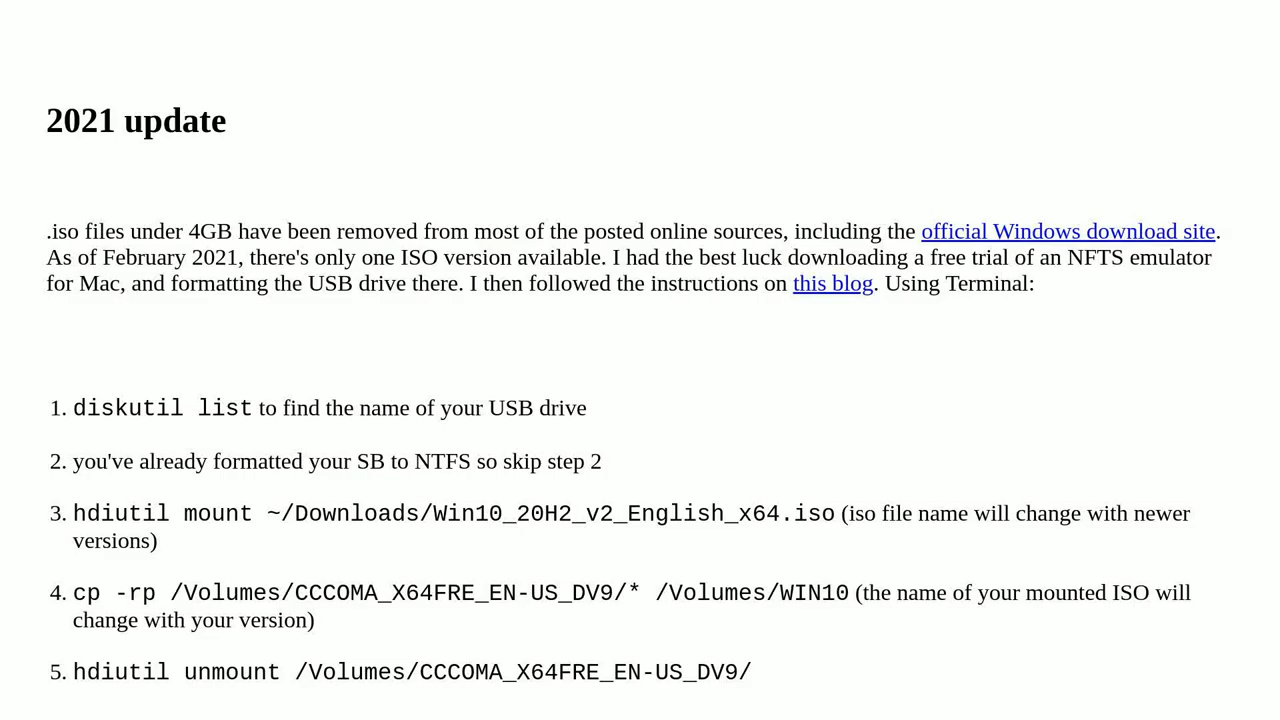 2021 update
.iso files under 4GB have been removed from most of the posted online sources, including the official Windows download site.
As of February 2021, there's only one ISO version available. I had the best luck downloading a free trial of an NFTS emulator
for Mac, and formatting the USB drive there. I then followed the instructions on this blog. Using Terminal:
1. diskutil list to find the name of your USB drive
2. you've already formatted your SB to NTFS so skip step 2
3. hdiutil mount ~/Downloads/Win10_20H2_v2_English_x64.iso (iso file name will change with newer
versions)
4. cp -rp /Volumes/CCCOMA_X64FRE_EN-US_DV9/* /Volumes/WIN10 (the name of your mounted ISO will
change with your version)
5. hdiutil unmount /Volumes/CCCOMA_X64FRE_EN-US_DV9/